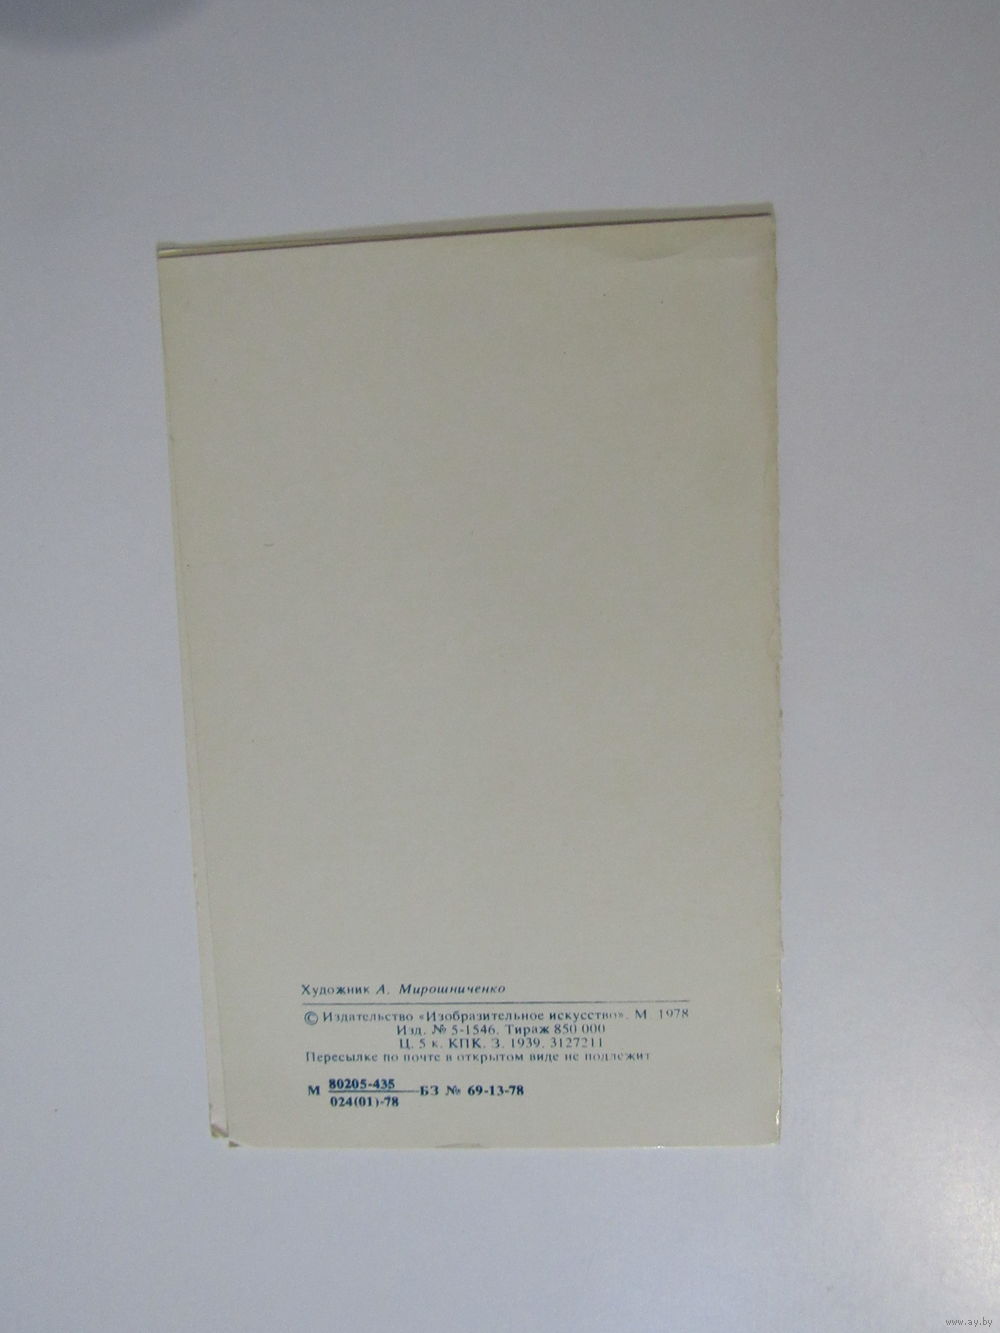 Художник А. Мирошниченко
© Издательство «Изобразительное искусство». М 1978
Изд. № 5-1546. Тираж 850 000
Ц. 5 к. КПК. З. 1939. 3127211
Пересылке по почте в открытом виде не подлежит
М 80205-435 БЗ № 69-13-78
024(01)-78
www.ay.by